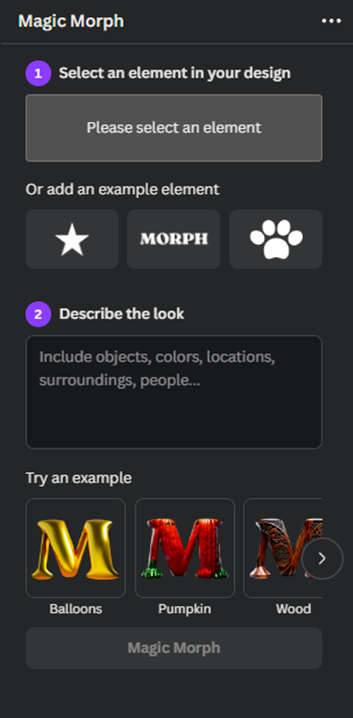 Magic Morph
1 Select an element in your design
Please select an element
Or add an example element
MORPH
2 Describe the look
Include objects, colors, locations,
surroundings, people...
Try an example
M M M
Balloons Pumpkin Wood
Magic Morph